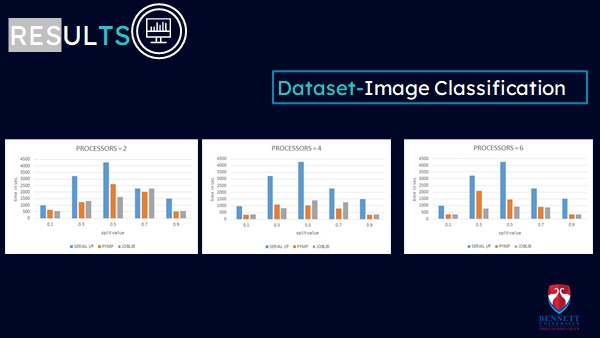 RESULTS
Dataset-Image Classification
PROCESSORS = 2
4500
4000
3500
3000
2500
2000
1500
1000
500
0
time in sec.
0.1 0.3 0.5 0.7 0.9
split value
SERIAL I/P PYMP JOBLIB
PROCESSORS = 4
4500
4000
3500
3000
2500
2000
1500
1000
500
0
time in sec.
0.1 0.3 0.5 0.7 0.9
split value
SERIAL I/P PYMP JOBLIB
PROCESSORS = 6
4500
4000
3500
3000
2500
2000
1500
1000
500
0
time in sec.
0.1 0.3 0.5 0.7 0.9
split value
SERIAL I/P PYMP JOBLIB
BENNETT
UNIVERSITY